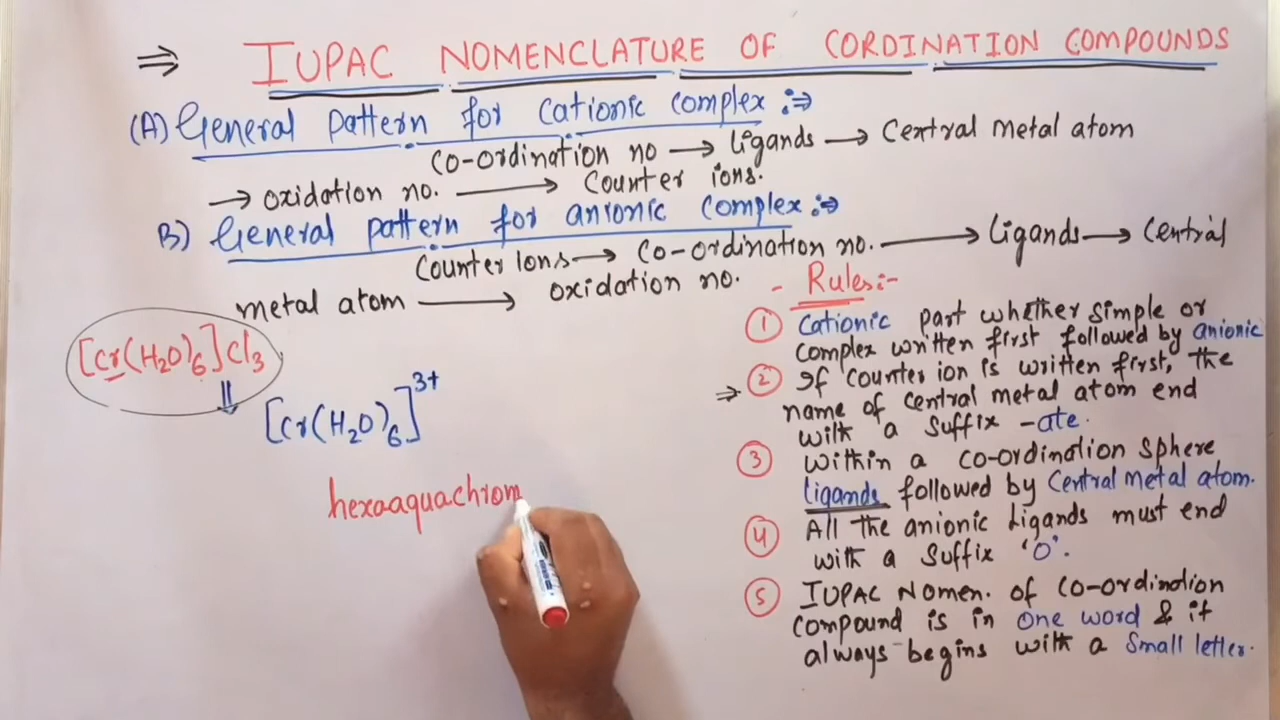 ⇒ IUPAC NOMENCLATURE OF CORDINATION COMPOUNDS
(A) General pattern for cationic complex :⇒
Co-ordination no → ligands → Central Metal atom
→ oxidation no. → Counter ions.
B) General pattern for anionic complex :⇒
Counter Ions → Co-ordination no. → Ligands → Central
metal atom → oxidation no.
- Rules:-
① Cationic part whether simple or
complex written first followed by anionic
⇒ ② If counter ion is written first, the
name of central metal atom end
with a suffix -ate.
③ Within a co-ordination sphere
ligands followed by Central metal atom.
④ All the anionic Ligands must end
with a suffix 'O'.
⑤ IUPAC Nomen. of co-ordination
compound is in one word & it
always begins with a small letter.
[Cr(H₂O)₆]Cl₃
⇓
[Cr(H₂O)₆]³⁺
hexaaquachrom